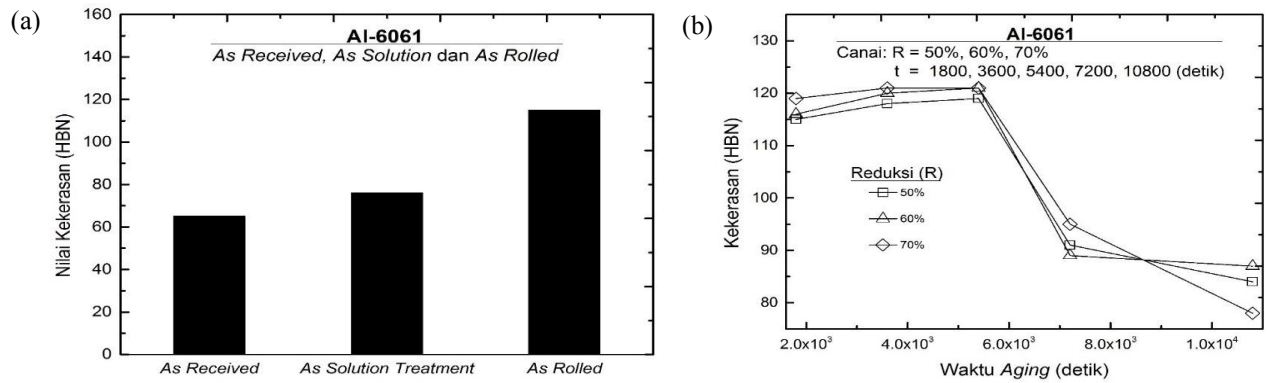 (a)
Al-6061
As Received, As Solution dan As Rolled
Nilai Kekerasan (HBN)
160
140
120
100
80
60
40
20
0
As Received
As Solution Treatment
As Rolled
(b)
Al-6061
Canai: R = 50%, 60%, 70%
t = 1800, 3600, 5400, 7200, 10800 (detik)
Kekerasan (HBN)
130
120
110
100
90
80
Reduksi (R)
50%
60%
70%
2.0x10³
4.0x10³
6.0x10³
8.0x10³
1.0x10⁴
Waktu Aging (detik)